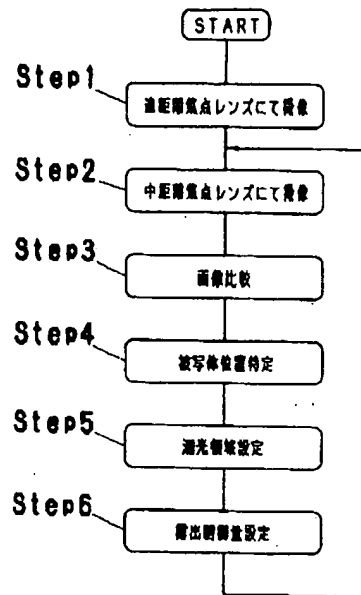 START
Step1
遠距離焦点レンズにて撮像
Step2
中距離焦点レンズにて撮像
Step3
画像比較
Step4
被写体位置特定
Step5
測光領域設定
Step6
露出制御量設定